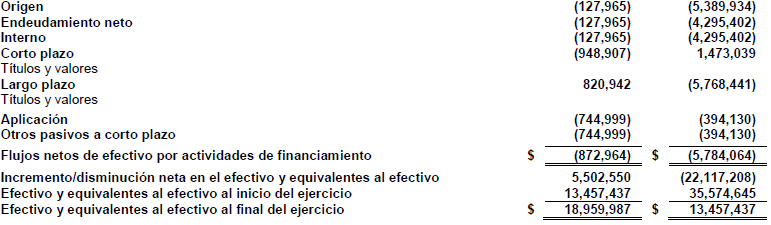 Origen (127,965) (5,389,934)
Endeudamiento neto (127,965) (4,295,402)
Interno (127,965) (4,295,402)
Corto plazo (948,907) 1,473,039
Títulos y valores
Largo plazo 820,942 (5,768,441)
Títulos y valores
Aplicación (744,999) (394,130)
Otros pasivos a corto plazo (744,999) (394,130)
Flujos netos de efectivo por actividades de financiamiento $ (872,964) $ (5,784,064)
Incremento/disminución neta en el efectivo y equivalentes al efectivo 5,502,550 (22,117,208)
Efectivo y equivalentes al efectivo al inicio del ejercicio 13,457,437 35,574,645
Efectivo y equivalentes al efectivo al final del ejercicio $ 18,959,987 $ 13,457,437